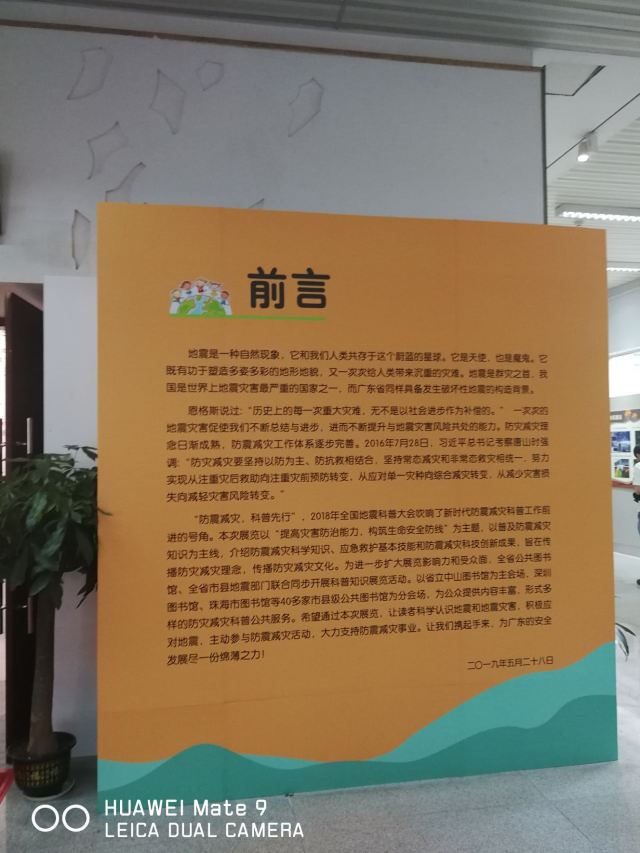 前言
地震是一种自然现象，它和我们人类共存于这个蔚蓝的星球。它是天使，也是魔鬼。它
既有功于塑造多姿多彩的地形地貌，又一次次给人类带来沉重的灾难。地震是群灾之首，我
国是世界上地震灾害最严重的国家之一，而广东省同样具备发生破坏性地震的构造背景。
恩格斯说过：“历史上的每一次重大灾难，无不是以社会进步作为补偿的。” 一次次的
地震灾害促使我们不断总结与进步，进而不断提升与地震灾害风险共处的能力。防灾减灾理
念日渐成熟，防震减灾工作体系逐步完善。2016年7月28日，习近平总书记考察唐山时强
调：“防灾减灾要坚持以防为主、防抗救相结合，坚持常态减灾和非常态救灾相统一，努力
实现从注重灾后救助向注重灾前预防转变，从应对单一灾种向综合减灾转变，从减少灾害损
失向减轻灾害风险转变。”
“防震减灾，科普先行”，2018年全国地震科普大会吹响了新时代防震减灾科普工作前
进的号角。本次展览以“提高灾害防治能力，构筑生命安全防线”为主题，以普及防震减灾
知识为主线，介绍防震减灾科学知识、应急救护基本技能和防震减灾科技创新成果，旨在传
播防灾减灾理念，传播防灾减灾文化。为进一步扩大展览影响力和受众面，全省公共图书
馆、全省市县地震部门联合同步开展科普知识展览活动。以省立中山图书馆为主会场，深圳
图书馆、珠海市图书馆等40多家市县级公共图书馆为分会场，为公众提供内容丰富、形式多
样的防灾减灾科普公共服务。希望通过本次展览，让读者科学认识地震和地震灾害，积极应
对地震，主动参与防震减灾活动，大力支持防震减灾事业。让我们携起手来，为广东的安全
发展尽一份绵薄之力！
二〇一九年五月二十八日
HUAWEI Mate 9
LEICA DUAL CAMERA